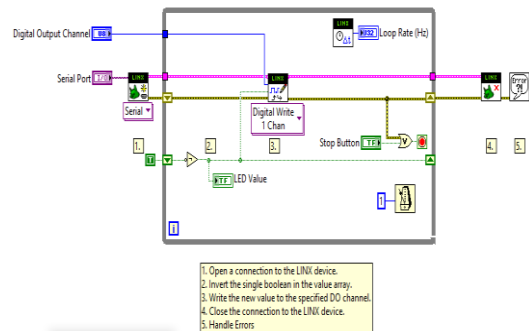 LINX
Digital Output Channel
Loop Rate (Hz)
Serial Port
LINX
LINX
LINX
Error
?!
Serial
Digital Write
1 Chan
Stop Button
TF
1.
2.
3.
4.
5.
T
TF
LED Value
1
i
1. Open a connection to the LINX device.
2. Invert the single boolean in the value array.
3. Write the new value to the specified DO channel.
4. Close the connection to the LINX device.
5. Handle Errors